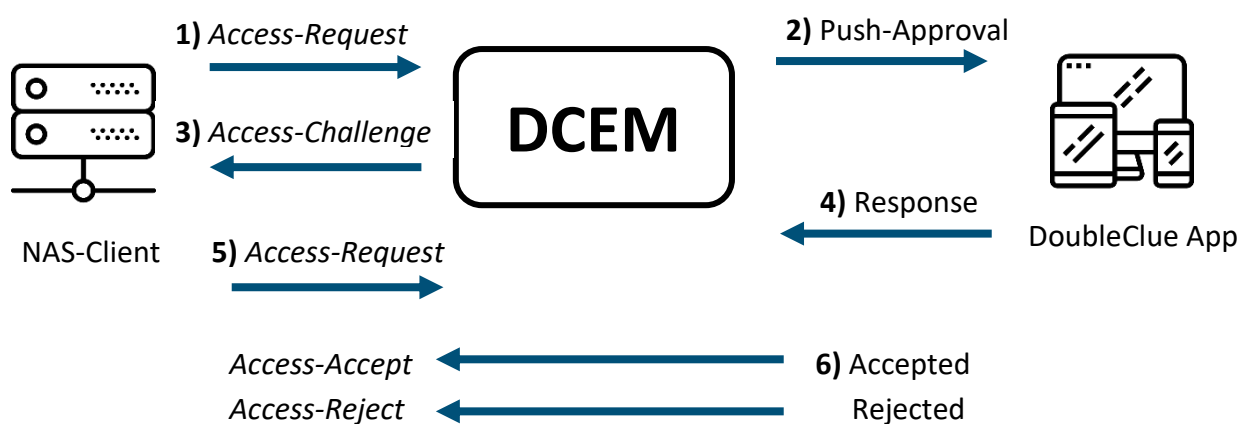 1) Access-Request
2) Push-Approval
DCEM
3) Access-Challenge
4) Response
NAS-Client
5) Access-Request
DoubleClue App
Access-Accept
6) Accepted
Access-Reject
Rejected